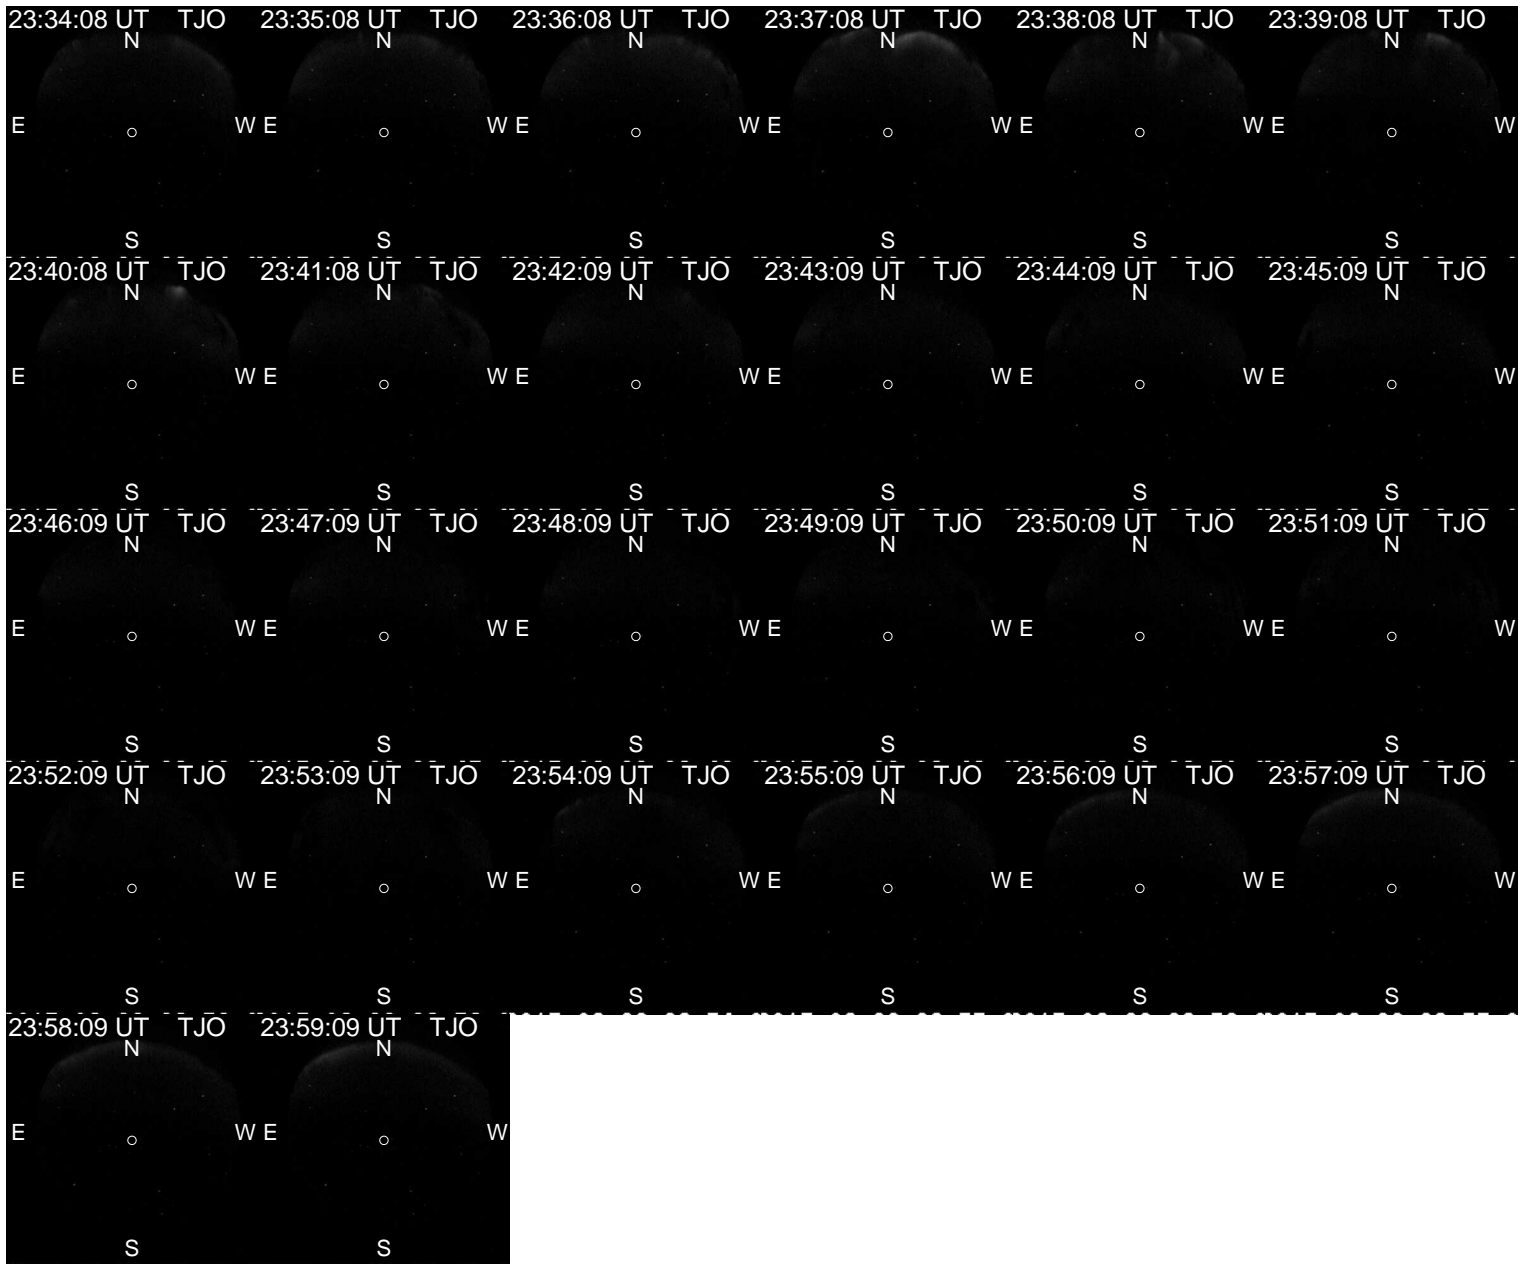 23:34:08 UT TJO 23:35:08 UT TJO 23:36:08 UT TJO 23:37:08 UT TJO 23:38:08 UT TJO 23:39:08 UT TJO
N N N N N N
E W E W E W E W E W E W
S S S S S S
23:40:08 UT TJO 23:41:08 UT TJO 23:42:09 UT TJO 23:43:09 UT TJO 23:44:09 UT TJO 23:45:09 UT TJO
N N N N N N
E W E W E W E W E W E W
S S S S S S
23:46:09 UT TJO 23:47:09 UT TJO 23:48:09 UT TJO 23:49:09 UT TJO 23:50:09 UT TJO 23:51:09 UT TJO
N N N N N N
E W E W E W E W E W E W
S S S S S S
23:52:09 UT TJO 23:53:09 UT TJO 23:54:09 UT TJO 23:55:09 UT TJO 23:56:09 UT TJO 23:57:09 UT TJO
N N N N N N
E W E W E W E W E W E W
S S S S S S
23:58:09 UT TJO 23:59:09 UT TJO
N N
E W E W
S S